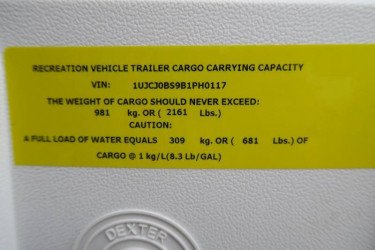 RECREATION VEHICLE TRAILER CARGO CARRYING CAPACITY
VIN: 1UJCJ0BS9B1PH0117
THE WEIGHT OF CARGO SHOULD NEVER EXCEED:
981 kg. OR ( 2161 Lbs.)
CAUTION:
A FULL LOAD OF WATER EQUALS 309 kg. OR ( 681 Lbs.) OF
CARGO @ 1 kg/L(8.3 Lb/GAL)
DEXTER